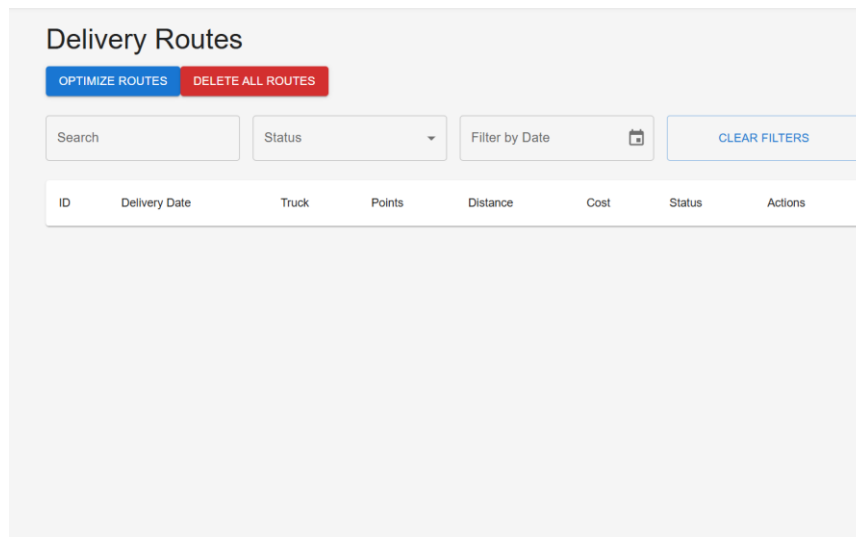 Delivery Routes
OPTIMIZE ROUTES DELETE ALL ROUTES
Search Status Filter by Date CLEAR FILTERS
ID Delivery Date Truck Points Distance Cost Status Actions